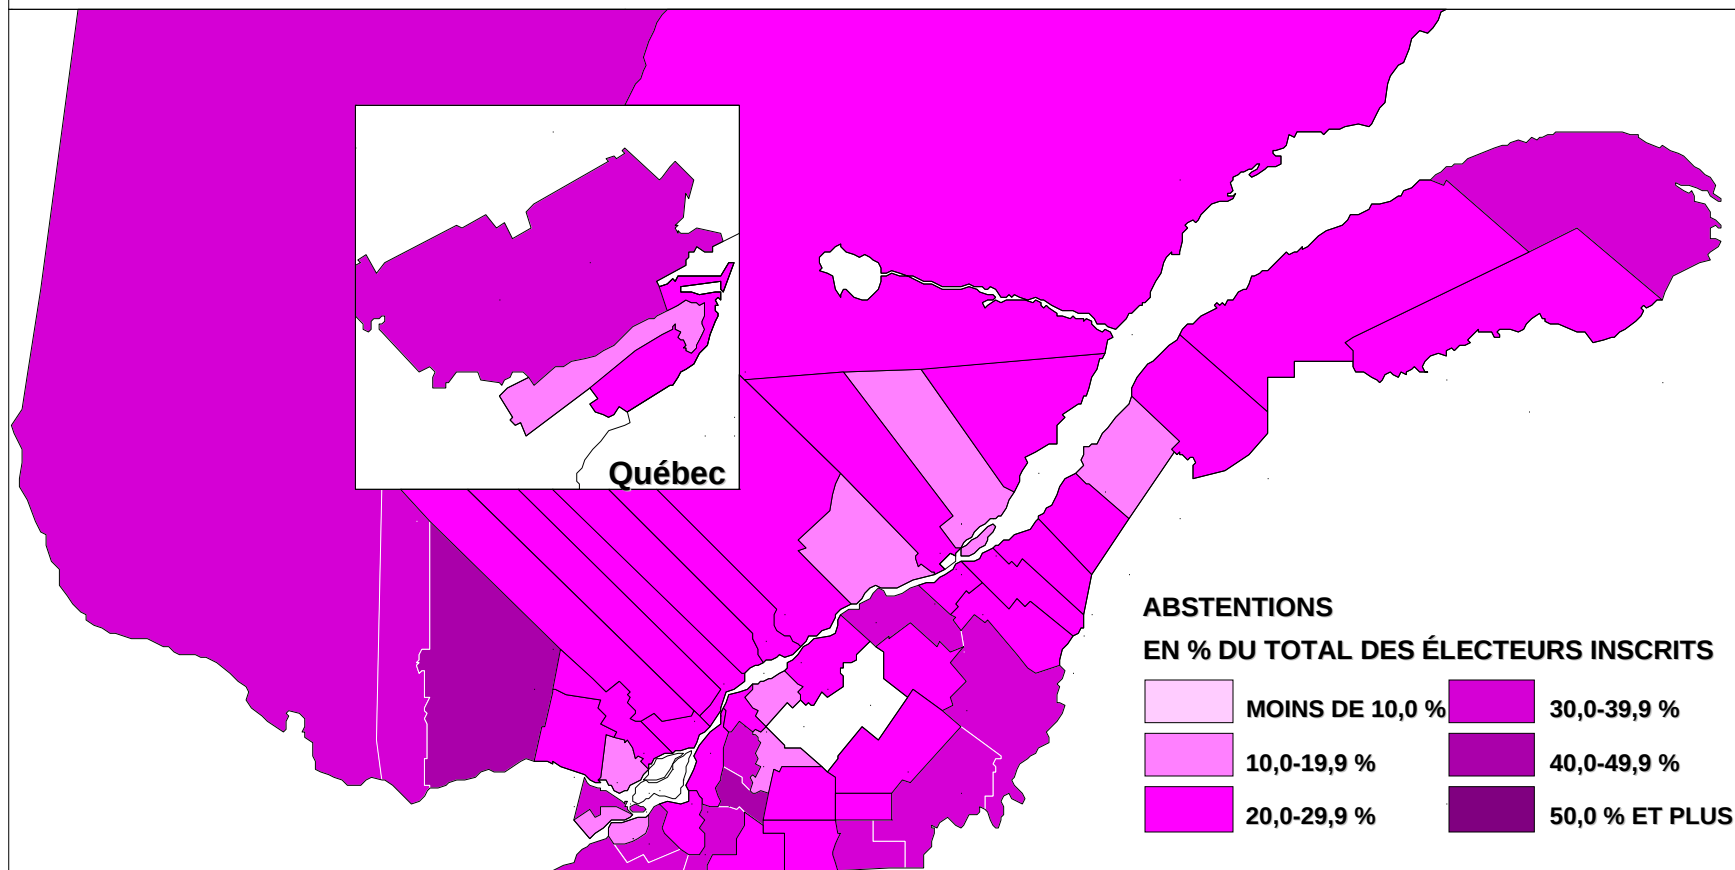 Québec
ABSTENTIONS
EN % DU TOTAL DES ÉLECTEURS INSCRITS
MOINS DE 10,0 %
10,0-19,9 %
20,0-29,9 %
30,0-39,9 %
40,0-49,9 %
50,0 % ET PLUS